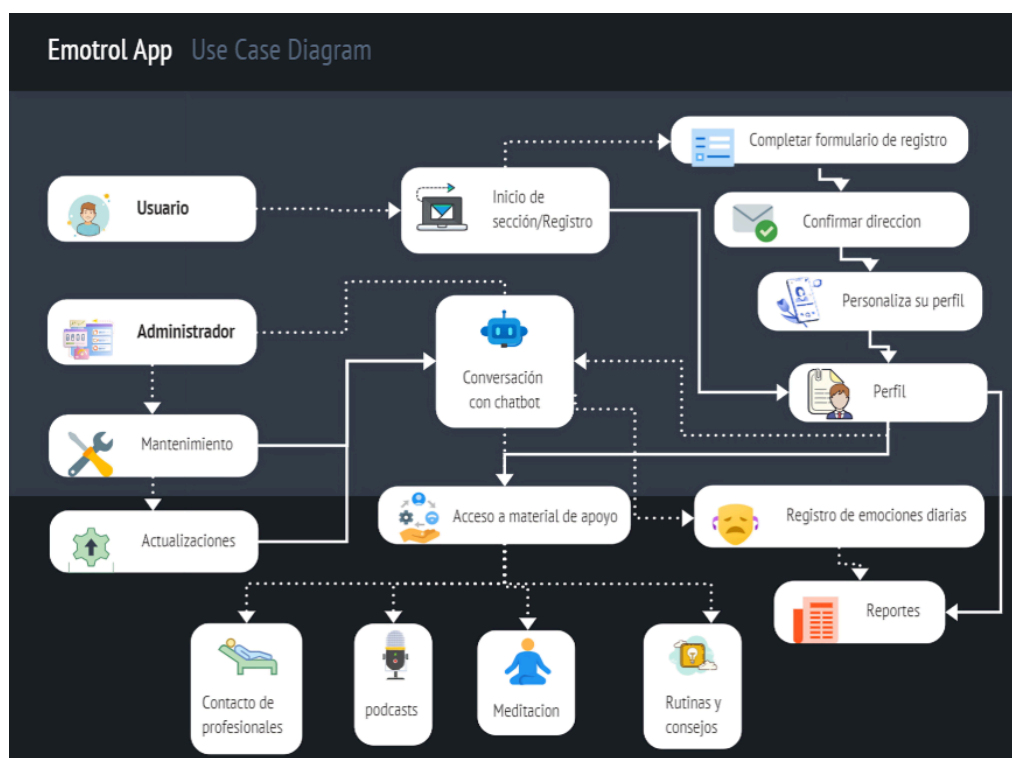 Emotrol App Use Case Diagram
Completar formulario de registro
Usuario
Inicio de
sección/Registro
Confirmar direccion
Personaliza su perfil
Administrador
Conversación
con chatbot
Perfil
Mantenimiento
Acceso a material de apoyo
Registro de emociones diarias
Actualizaciones
Reportes
Contacto de
profesionales
podcasts
Meditacion
Rutinas y
consejos